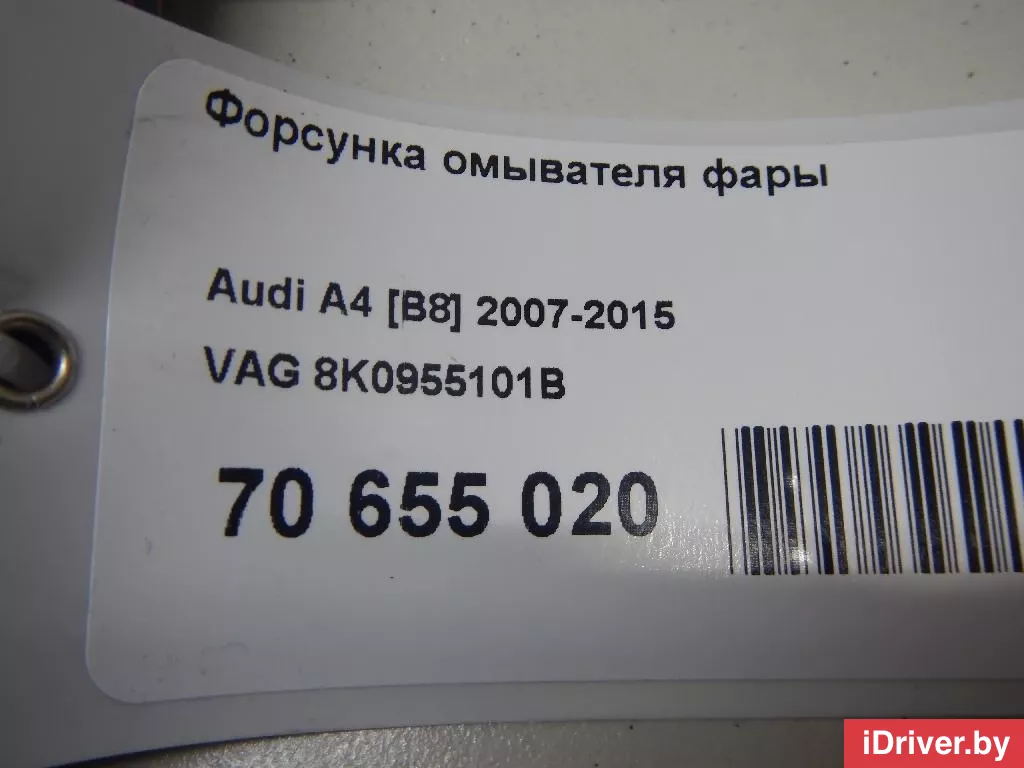 Форсунка омывателя фары
Audi A4 [B8] 2007-2015
VAG 8K0955101B
70 655 020
iDriver.by